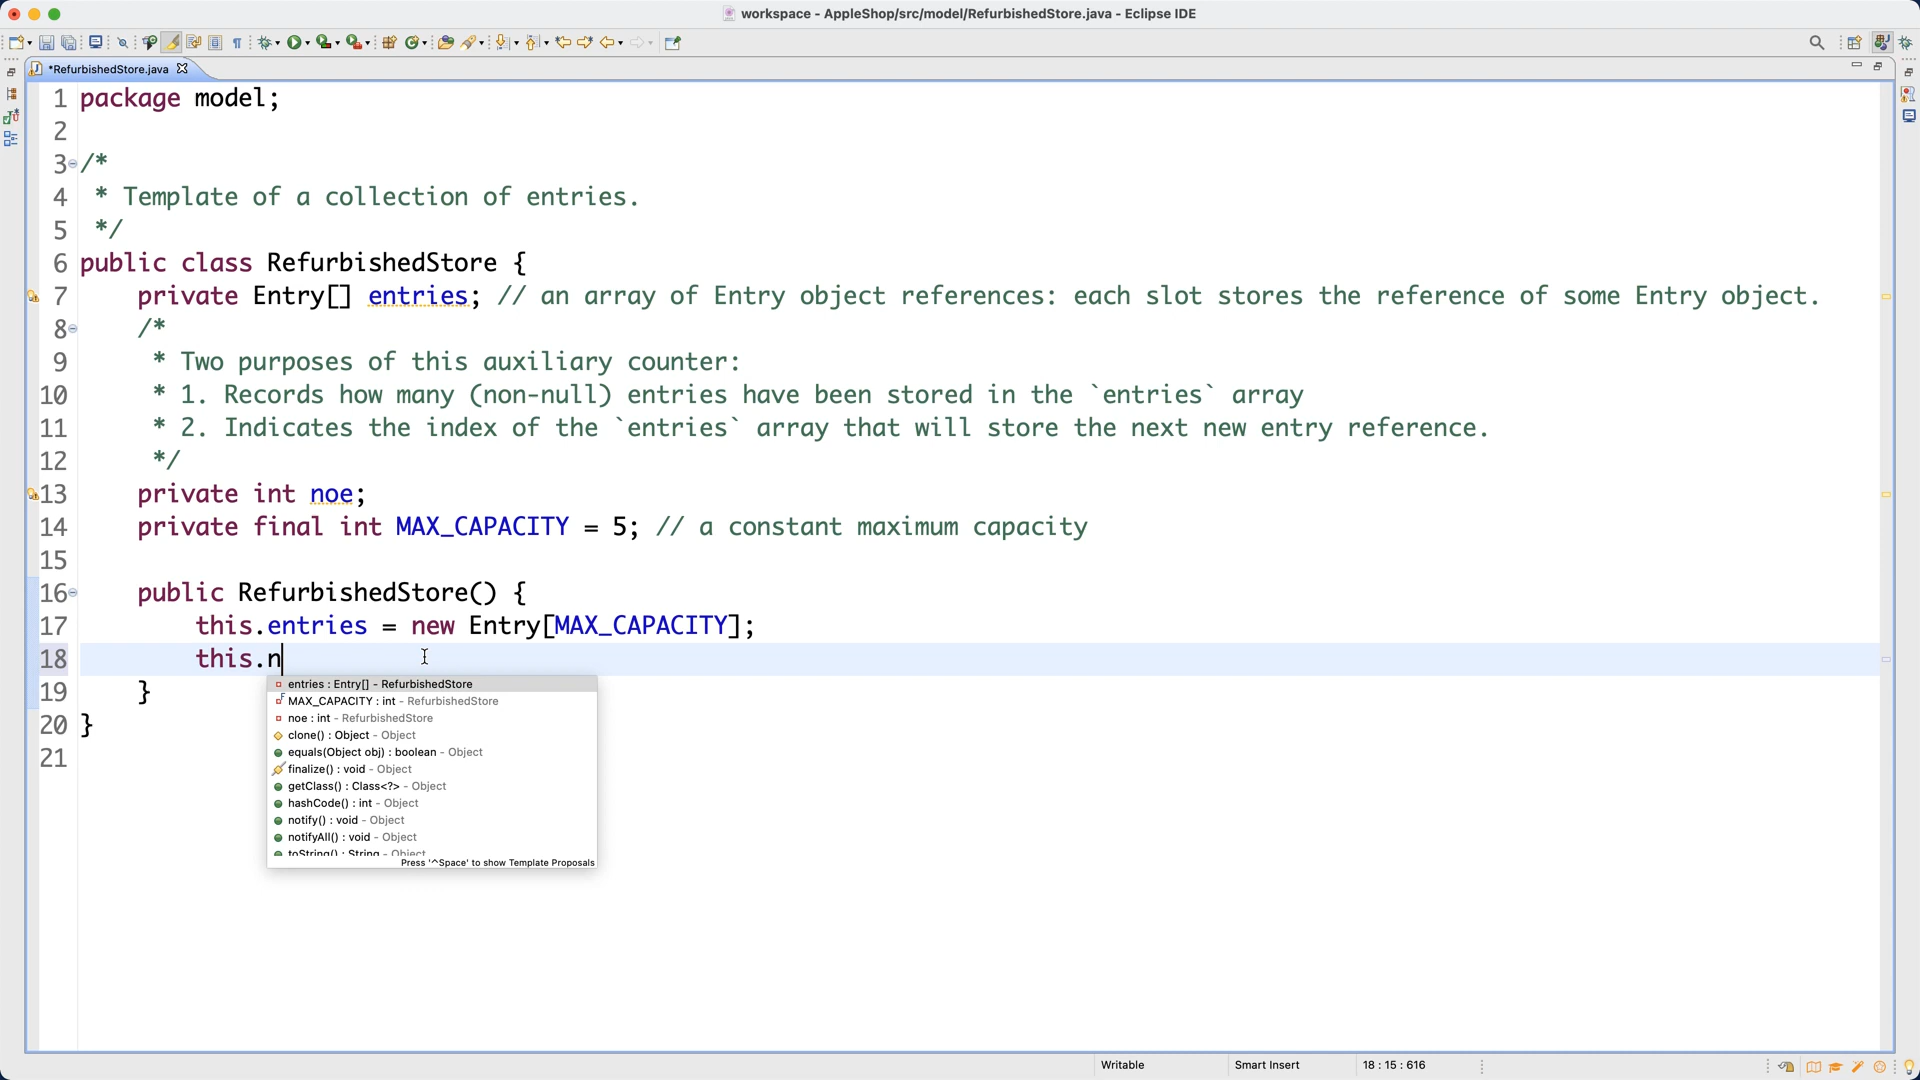 workspace - AppleShop/src/model/RefurbishedStore.java - Eclipse IDE
*RefurbishedStore.java
1 package model;
2
3 /*
4 * Template of a collection of entries.
5 */
6 public class RefurbishedStore {
7 private Entry[] entries; // an array of Entry object references: each slot stores the reference of some Entry object.
8 /*
9 * Two purposes of this auxiliary counter:
10 * 1. Records how many (non-null) entries have been stored in the `entries` array
11 * 2. Indicates the index of the `entries` array that will store the next new entry reference.
12 */
13 private int noe;
14 private final int MAX_CAPACITY = 5; // a constant maximum capacity
15
16 public RefurbishedStore() {
17 this.entries = new Entry[MAX_CAPACITY];
18 this.n
19 }
20 }
21
entries : Entry[] - RefurbishedStore
MAX_CAPACITY : int - RefurbishedStore
noe : int - RefurbishedStore
clone() : Object - Object
equals(Object obj) : boolean - Object
finalize() : void - Object
getClass() : Class<?> - Object
hashCode() : int - Object
notify() : void - Object
notifyAll() : void - Object
toString() : String - Object
Press '^Space' to show Template Proposals
Writable
Smart Insert
18 : 15 : 616